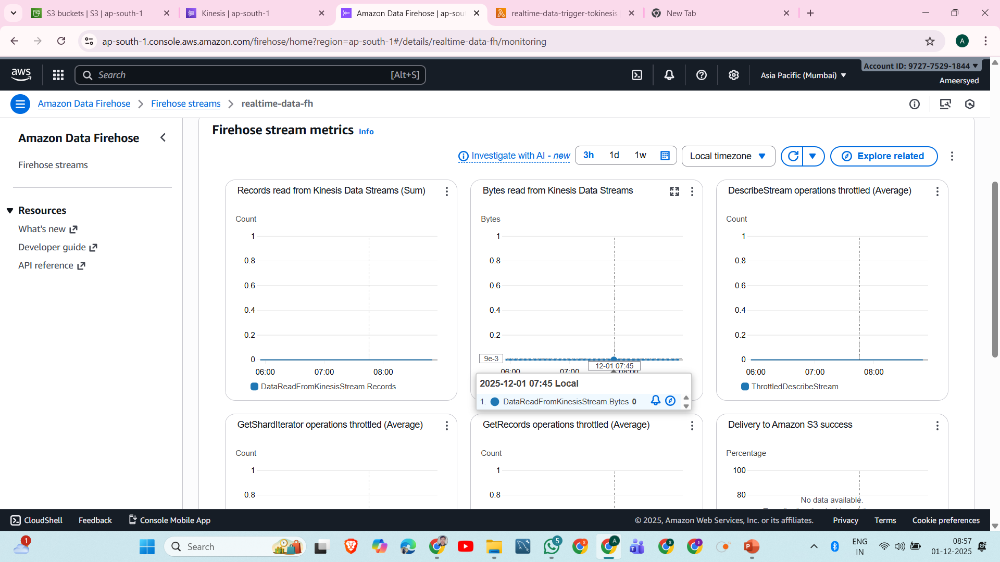 S3 buckets | S3 | ap-south-1
Kinesis | ap-south-1
Amazon Data Firehose | ap-sou
realtime-data-trigger-tokinesis
New Tab
ap-south-1.console.aws.amazon.com/firehose/home?region=ap-south-1#/details/realtime-data-fh/monitoring
A
aws
Search
[Alt+S]
Asia Pacific (Mumbai)
Account ID: 9727-7529-1844
Ameersyed
Amazon Data Firehose
Firehose streams
realtime-data-fh
Amazon Data Firehose
Firehose streams
Resources
What's new
Developer guide
API reference
Firehose stream metrics Info
Investigate with AI - new
3h 1d 1w
Local timezone
Explore related
Records read from Kinesis Data Streams (Sum)
Count
1
0.8
0.6
0.4
0.2
0
06:00 07:00 08:00
DataReadFromKinesisStream.Records
Bytes read from Kinesis Data Streams
Bytes
1
0.8
0.6
0.4
0.2
9e-3
12-01 07:45
06:00 07:00 08:00
2025-12-01 07:45 Local
1. DataReadFromKinesisStream.Bytes 0
DescribeStream operations throttled (Average)
Count
1
0.8
0.6
0.4
0.2
0
06:00 07:00 08:00
ThrottledDescribeStream
GetShardIterator operations throttled (Average)
Count
1
0.8
GetRecords operations throttled (Average)
Count
1
0.8
Delivery to Amazon S3 success
Percentage
100
80
No data available.
CloudShell
Feedback
Console Mobile App
© 2025, Amazon Web Services, Inc. or its affiliates.
Privacy
Terms
Cookie preferences
1
Search
5
ENG
IN
08:57
01-12-2025